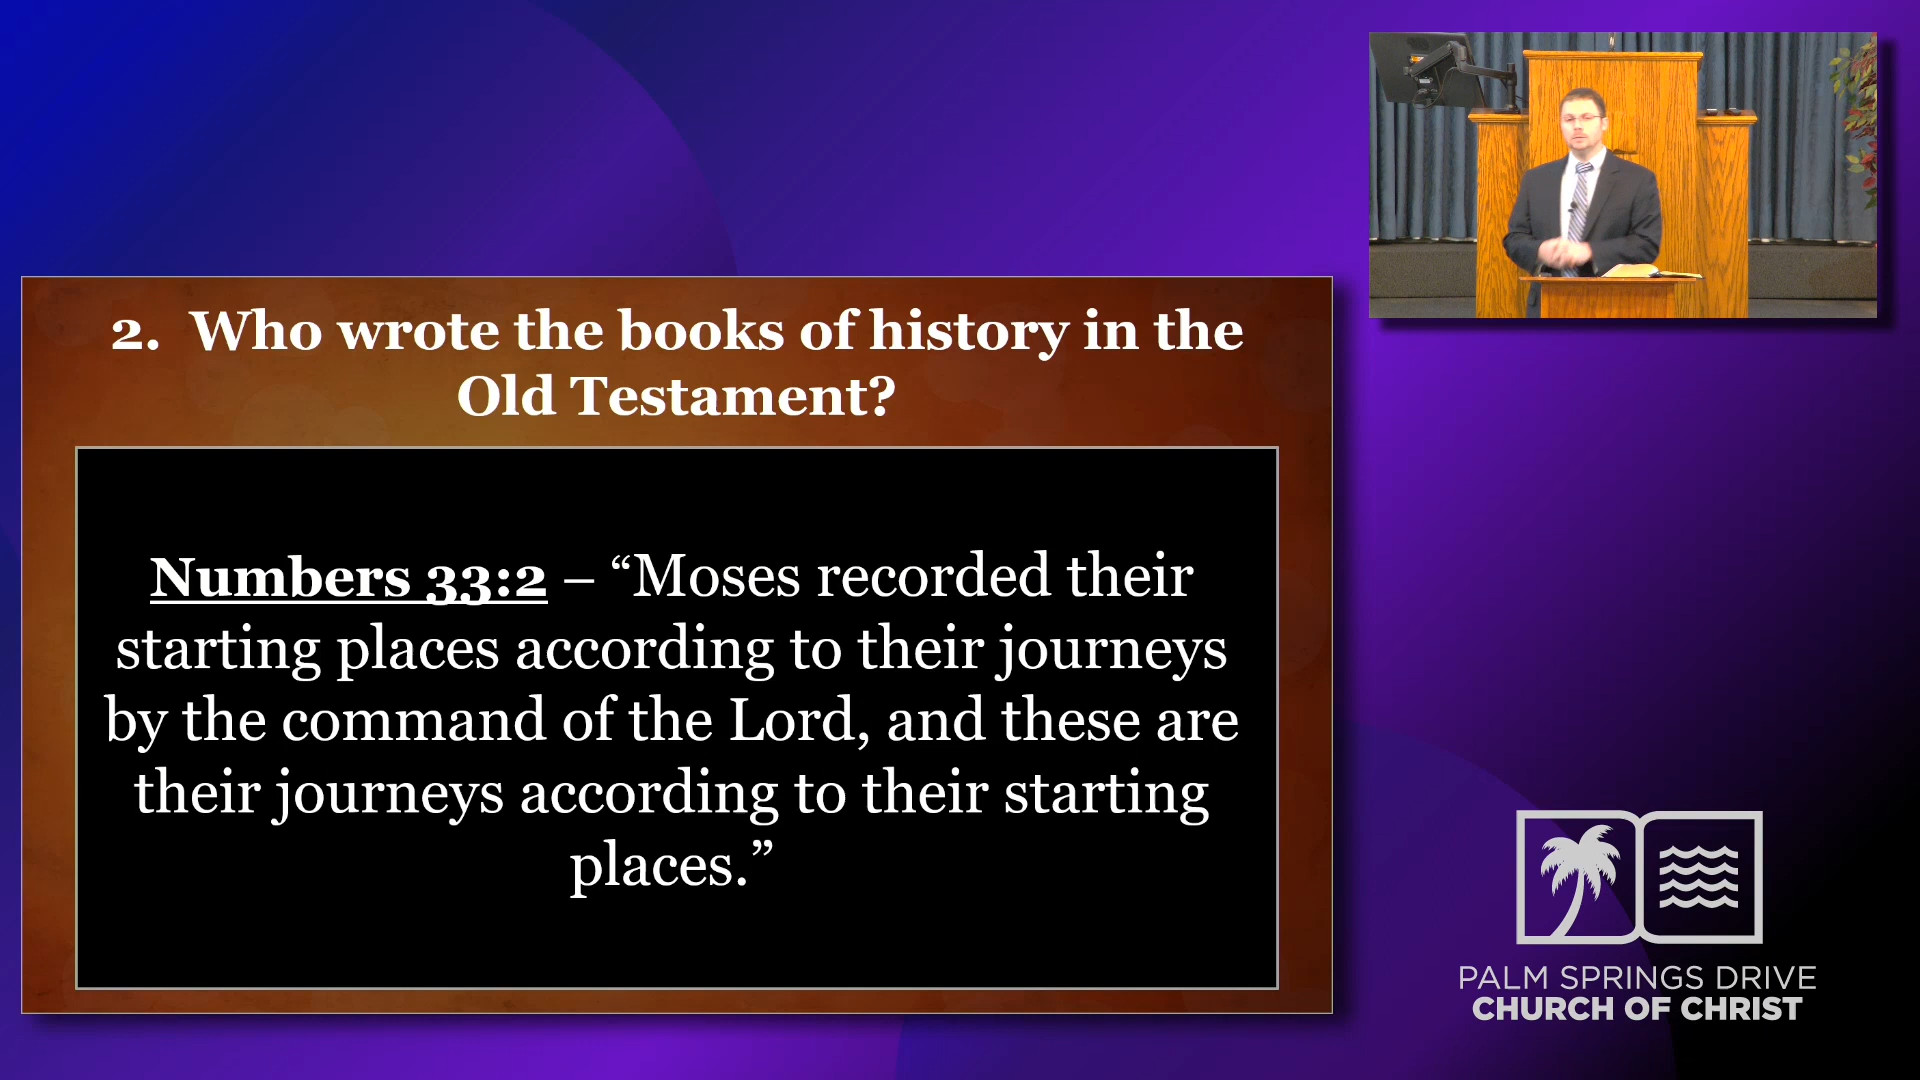 2. Who wrote the books of history in the
Old Testament?
Numbers 33:2 – “Moses recorded their
starting places according to their journeys
by the command of the Lord, and these are
their journeys according to their starting
places.”
PALM SPRINGS DRIVE
CHURCH OF CHRIST